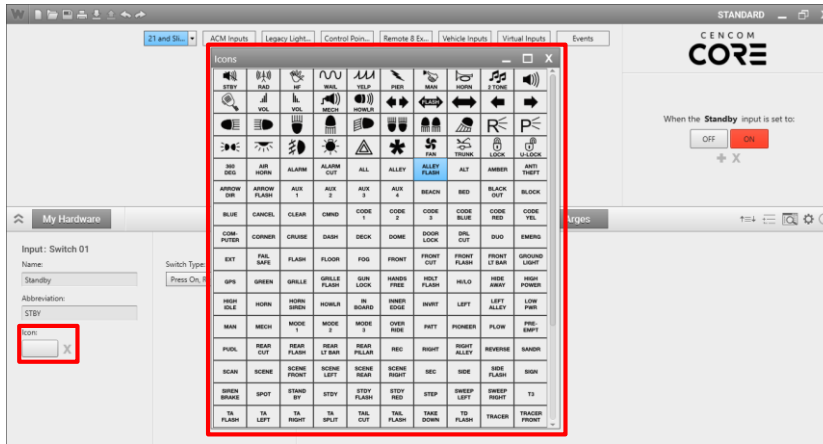 STANDARD
21 and Sli...
ACM Inputs
Legacy Light...
Control Poin...
Remote 8 Ex...
Vehicle Inputs
Virtual Inputs
Events
CENCOM
CORE
When the Standby input is set to:
OFF ON
+ X
Icons
STBY RAD HF WAIL YELP PIER MAN HORN 2 TONE
VOL VOL MECH HOWLR FLASH
R P
FAN TRUNK LOCK U-LOCK
360 DEG AIR HORN ALARM ALARM CUT ALL ALLEY ALLEY FLASH ALT AMBER ANTI THEFT
ARROW DIR ARROW FLASH AUX 1 AUX 2 AUX 3 AUX 4 BEACN BED BLACK OUT BLOCK
BLUE CANCEL CLEAR CMND CODE 1 CODE 2 CODE 3 CODE BLUE CODE RED CODE YEL
COM- PUTER CORNER CRUISE DASH DECK DOME DOOR LOCK DRL CUT DUO EMERG
EXT FAIL SAFE FLASH FLOOR FOG FRONT FRONT CUT FRONT FLASH FRONT LT BAR GROUND LIGHT
GPS GREEN GRILLE GRILLE FLASH GUN LOCK HANDS FREE HDLT FLASH HI/LO HIDE AWAY HIGH POWER
HIGH IDLE HORN HORN SIREN HOWLR IN BOARD INNER EDGE INVRT LEFT LEFT ALLEY LOW PWR
MAN MECH MODE 1 MODE 2 MODE 3 OVER RIDE PATT PIONEER PLOW PRE- EMPT
PUDL REAR CUT REAR FLASH REAR LT BAR REAR PILLAR REC RIGHT RIGHT ALLEY REVERSE SANDR
SCAN SCENE SCENE FRONT SCENE LEFT SCENE REAR SCENE RIGHT SEC SIDE SIDE FLASH SIGN
SIREN BRAKE SPOT STAND BY STDY STDY FLASH STDY RED STEP SWEEP LEFT SWEEP RIGHT T3
TA FLASH TA LEFT TA RIGHT TA SPLIT TAIL CUT TAIL FLASH TAKE DOWN TD FLASH TRACER TRACER FRONT
My Hardware
Arges
Input: Switch 01
Name:
Standby
Abbreviation:
STBY
Icon:
X
Switch Type:
Press On, R